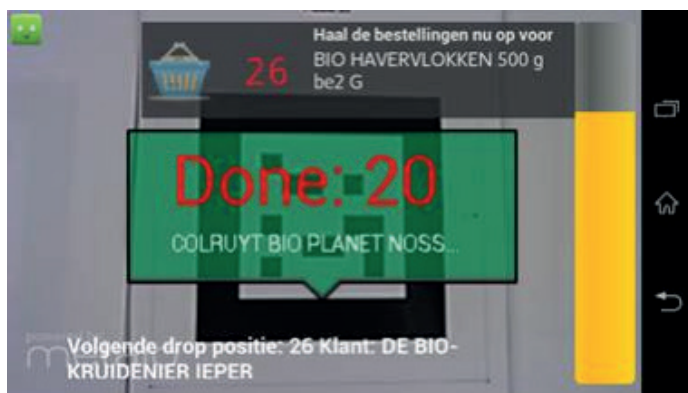 Haal de bestellingen nu op voor
BIO HAVERVLOKKEN 500 g
26
be2 G
Done: 20
COLRUYT BIO PLANET NOSS...
Volgende drop positie: 26 Klant: DE BIO-
KRUIDENIER IEPER